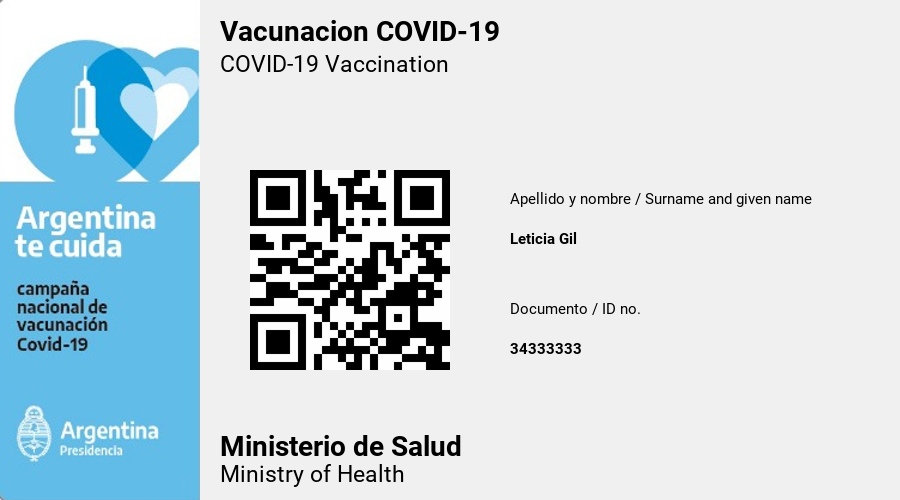 Vacunacion COVID-19
COVID-19 Vaccination
Argentina
te cuida
campaña
nacional de
vacunación
Covid-19
Argentina
Presidencia
Apellido y nombre / Surname and given name
Leticia Gil
Documento / ID no.
34333333
Ministerio de Salud
Ministry of Health